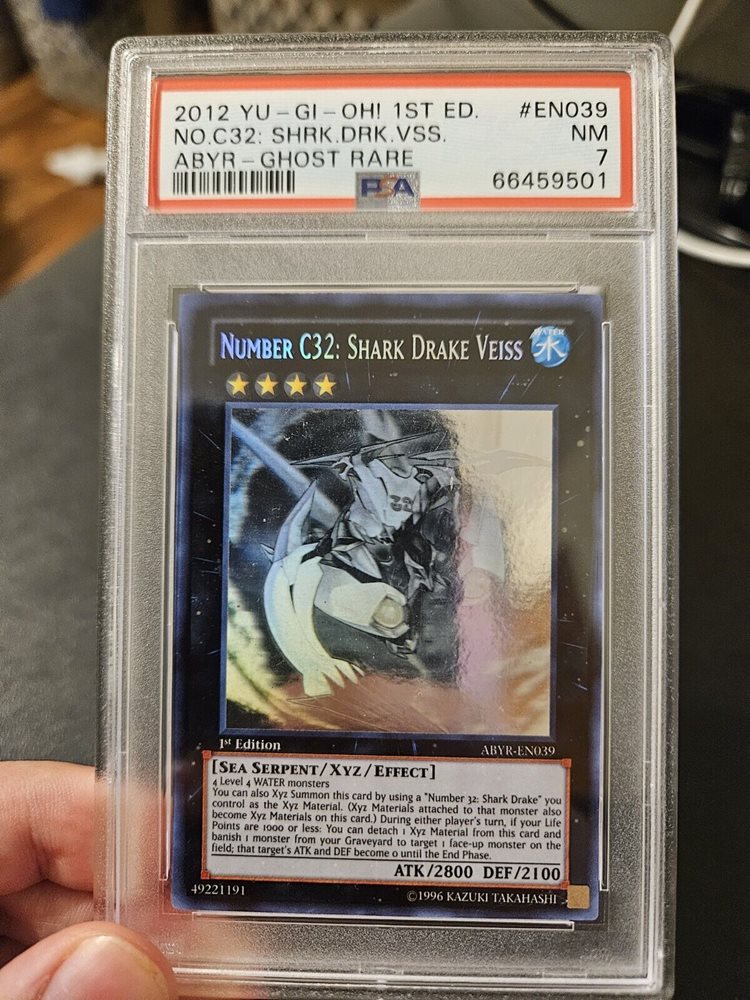 2012 YU-GI-OH! 1ST ED. #EN039
NO.C32: SHRK.DRK.VSS. NM
ABYR-GHOST RARE 7
PSA 66459501
NUMBER C32: SHARK DRAKE VEISS
WATER
水
C32
1st Edition ABYR-EN039
[SEA SERPENT/XYZ/EFFECT]
4 Level 4 WATER monsters
You can also Xyz Summon this card by using a "Number 32: Shark Drake" you
control as the Xyz Material. (Xyz Materials attached to that monster also
become Xyz Materials on this card.) During either player's turn, if your Life
Points are 1000 or less: You can detach 1 Xyz Material from this card and
banish 1 monster from your Graveyard to target 1 face-up monster on the
field; that target's ATK and DEF become 0 until the End Phase.
ATK/2800 DEF/2100
49221191 ©1996 KAZUKI TAKAHASHI